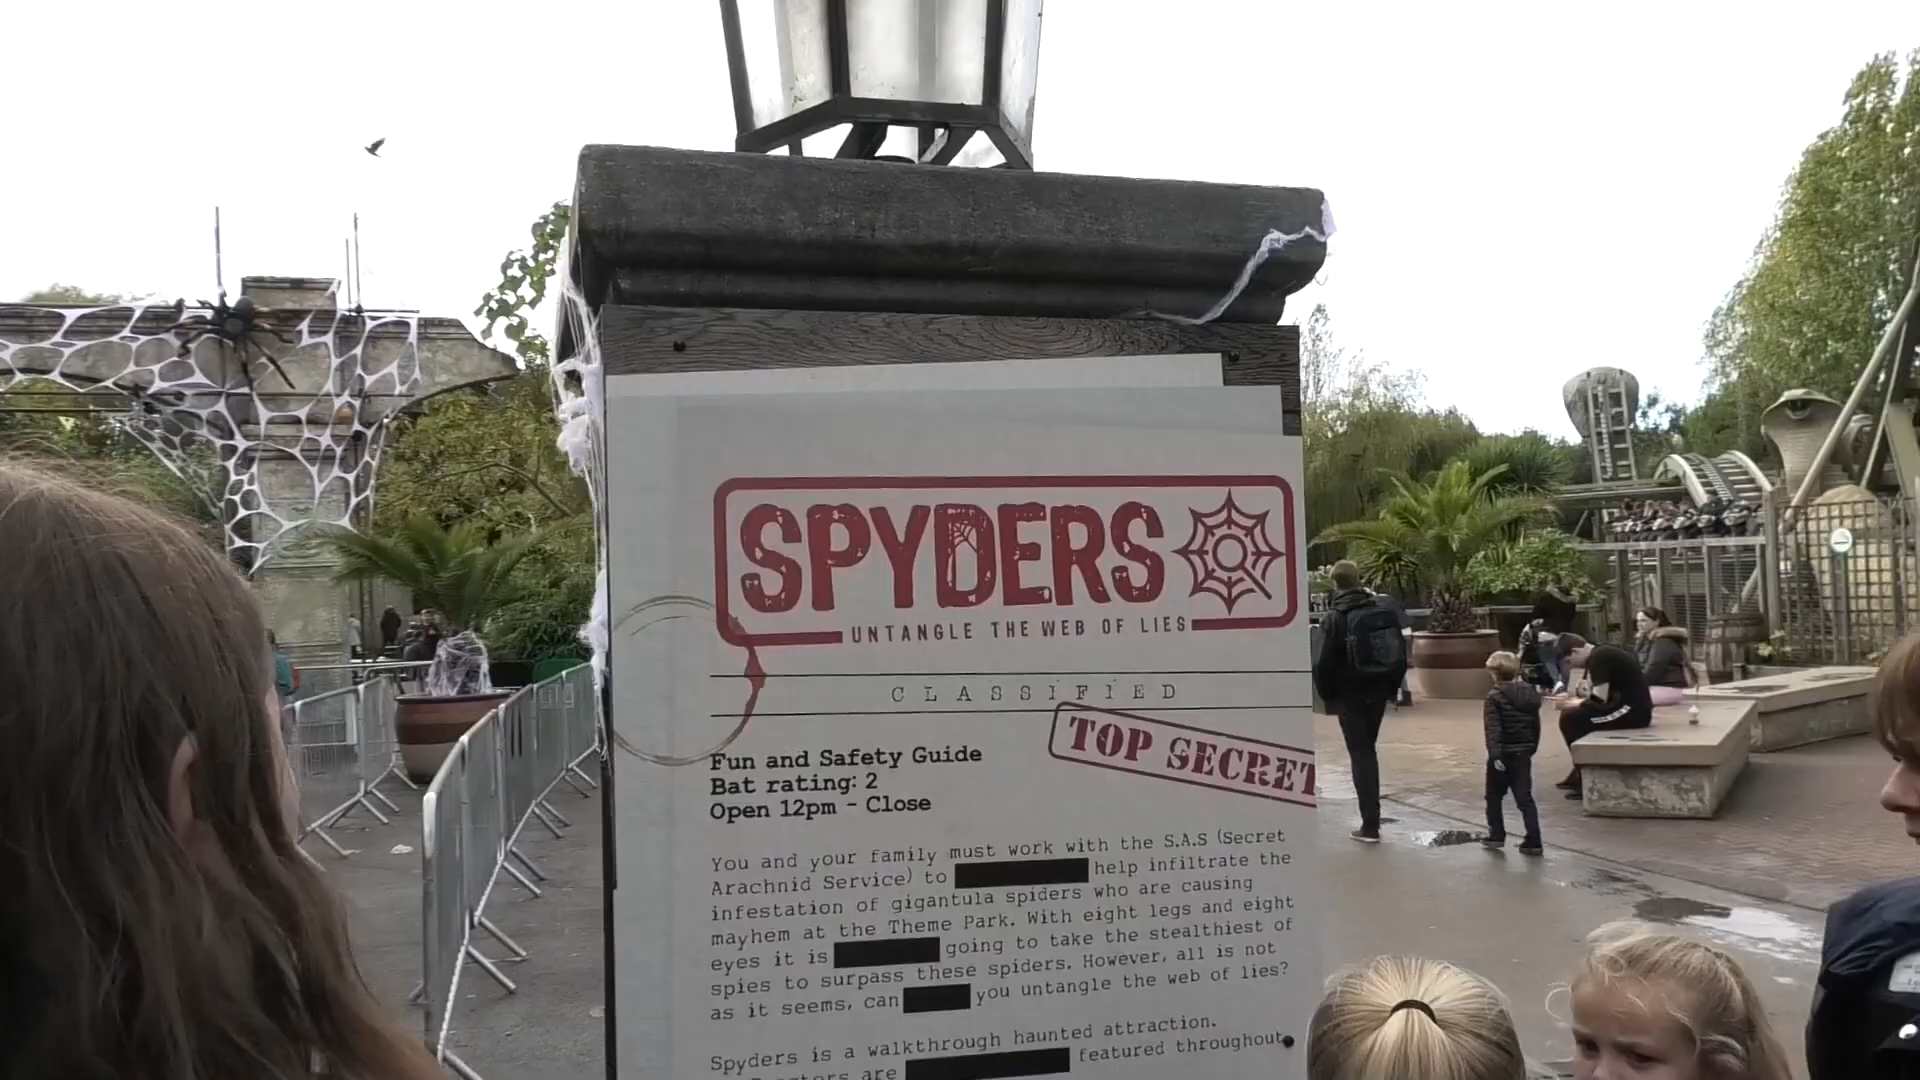 SPYDERS
UNTANGLE THE WEB OF LIES
CLASSIFIED
TOP SECRET
Fun and Safety Guide
Bat rating: 2
Open 12pm - Close
You and your family must work with the S.A.S (Secret
Arachnid Service) to help infiltrate the
infestation of gigantula spiders who are causing
mayhem at the Theme Park. With eight legs and eight
eyes it is going to take the stealthiest of
spies to surpass these spiders. However, all is not
as it seems, can you untangle the web of lies?
Spyders is a walkthrough haunted attraction.
are featured throughout